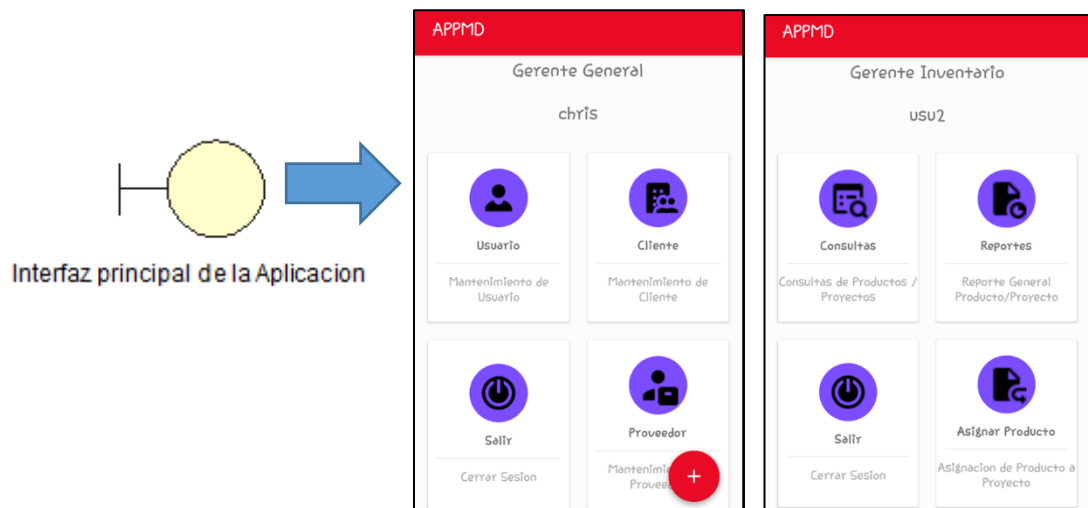 Interfaz principal de la Aplicacion
APPMD
Gerente General
chris
Usuario
Mantenimiento de
Usuario
Cliente
Mantenimiento de
Cliente
Salir
Cerrar Sesion
Proveedor
+
APPMD
Gerente Inventario
usu2
Consultas
Consultas de Productos /
Proyectos
Reportes
Reporte General
Producto/Proyecto
Salir
Cerrar Sesion
Asignar Producto
Asignacion de Producto a
Proyecto